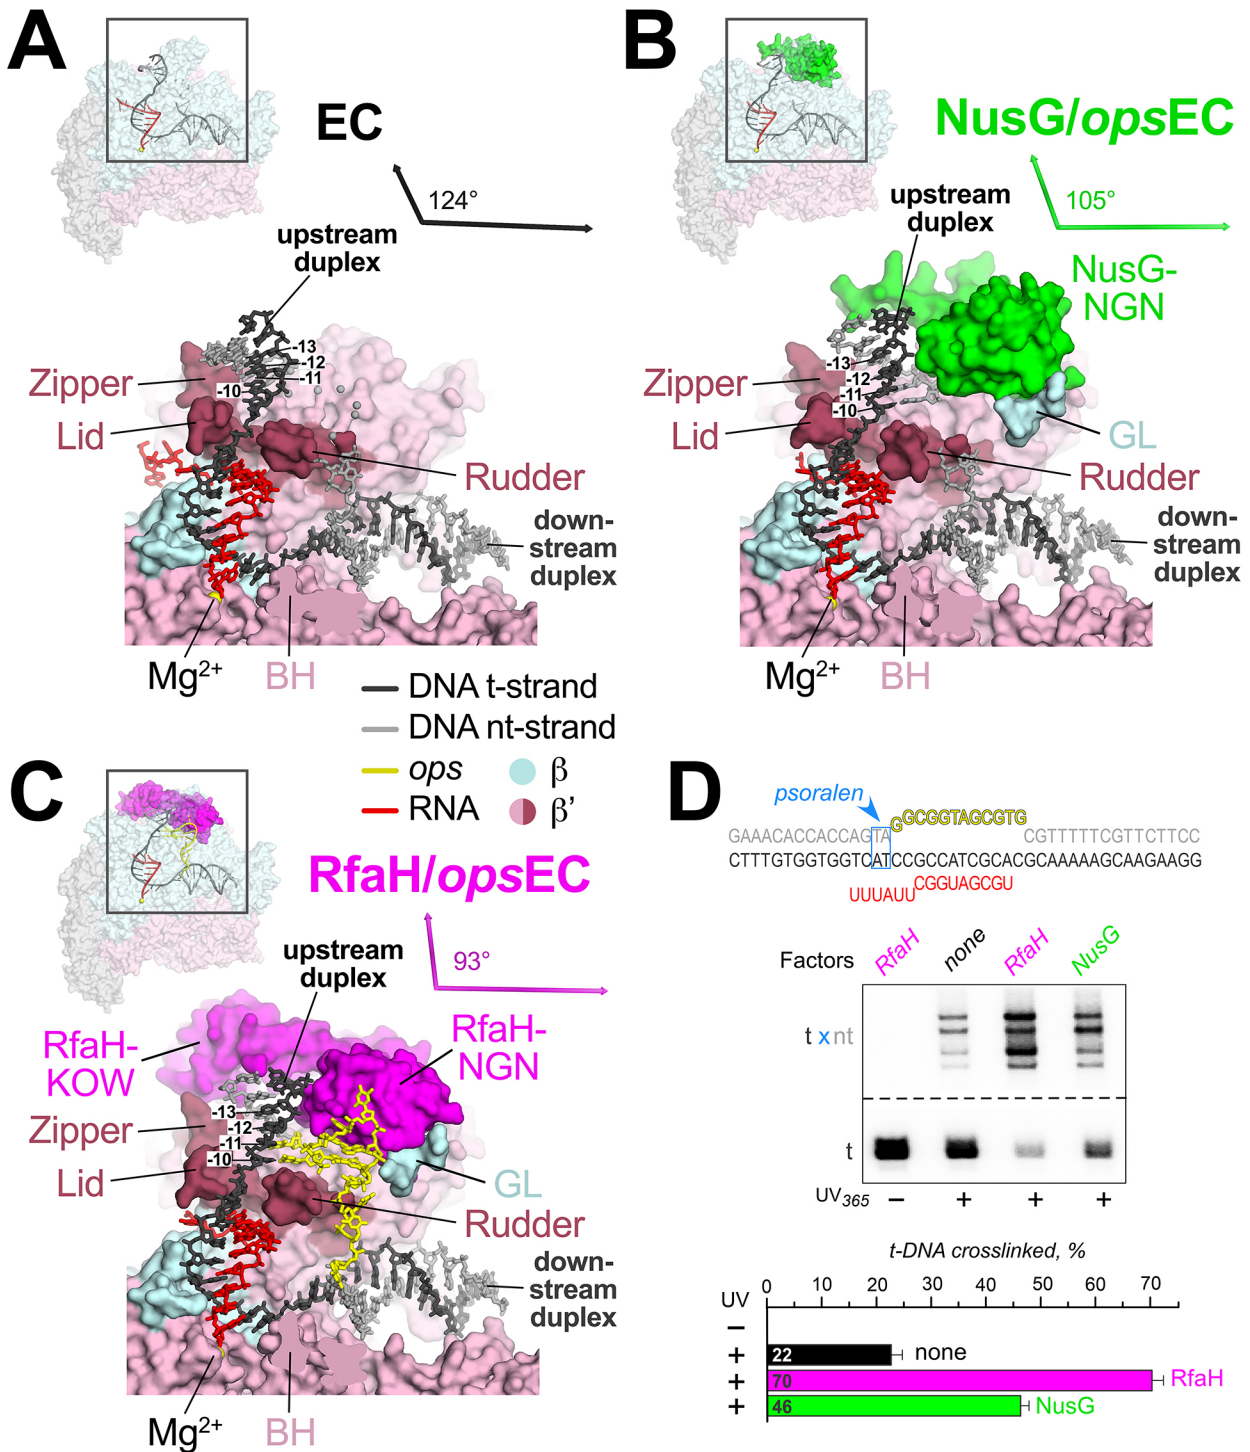 A
EC
124°
upstream
duplex
-13
-12
-11
-10
Zipper
Lid
Rudder
down-
stream
duplex
Mg²⁺
BH
B
NusG/opsEC
105°
upstream
duplex
NusG-
NGN
-13
-12
-11
-10
Zipper
Lid
GL
Rudder
down-
stream
duplex
Mg²⁺
BH
DNA t-strand
DNA nt-strand
ops
β
RNA
β’
C
RfaH/opsEC
93°
upstream
duplex
RfaH-
KOW
RfaH-
NGN
-13
-12
-11
-10
Zipper
Lid
GL
Rudder
down-
stream
duplex
Mg²⁺
BH
D
psoralen
GGCGGTAGCGTG
GAAACACCACCAGTA CGTTTTTCGTTCTTCC
CTTTGTGGTGGTCATCCGCCATCGCACGCAAAAAGCAAGAAGG
UUUAUUCGGUAGCGU
Factors RfaH none RfaH NusG
t x nt
t
UV365 – + + +
t-DNA crosslinked, %
0 10 20 30 40 50 60 70
UV
–
+ 22 none
+ 70 RfaH
+ 46 NusG